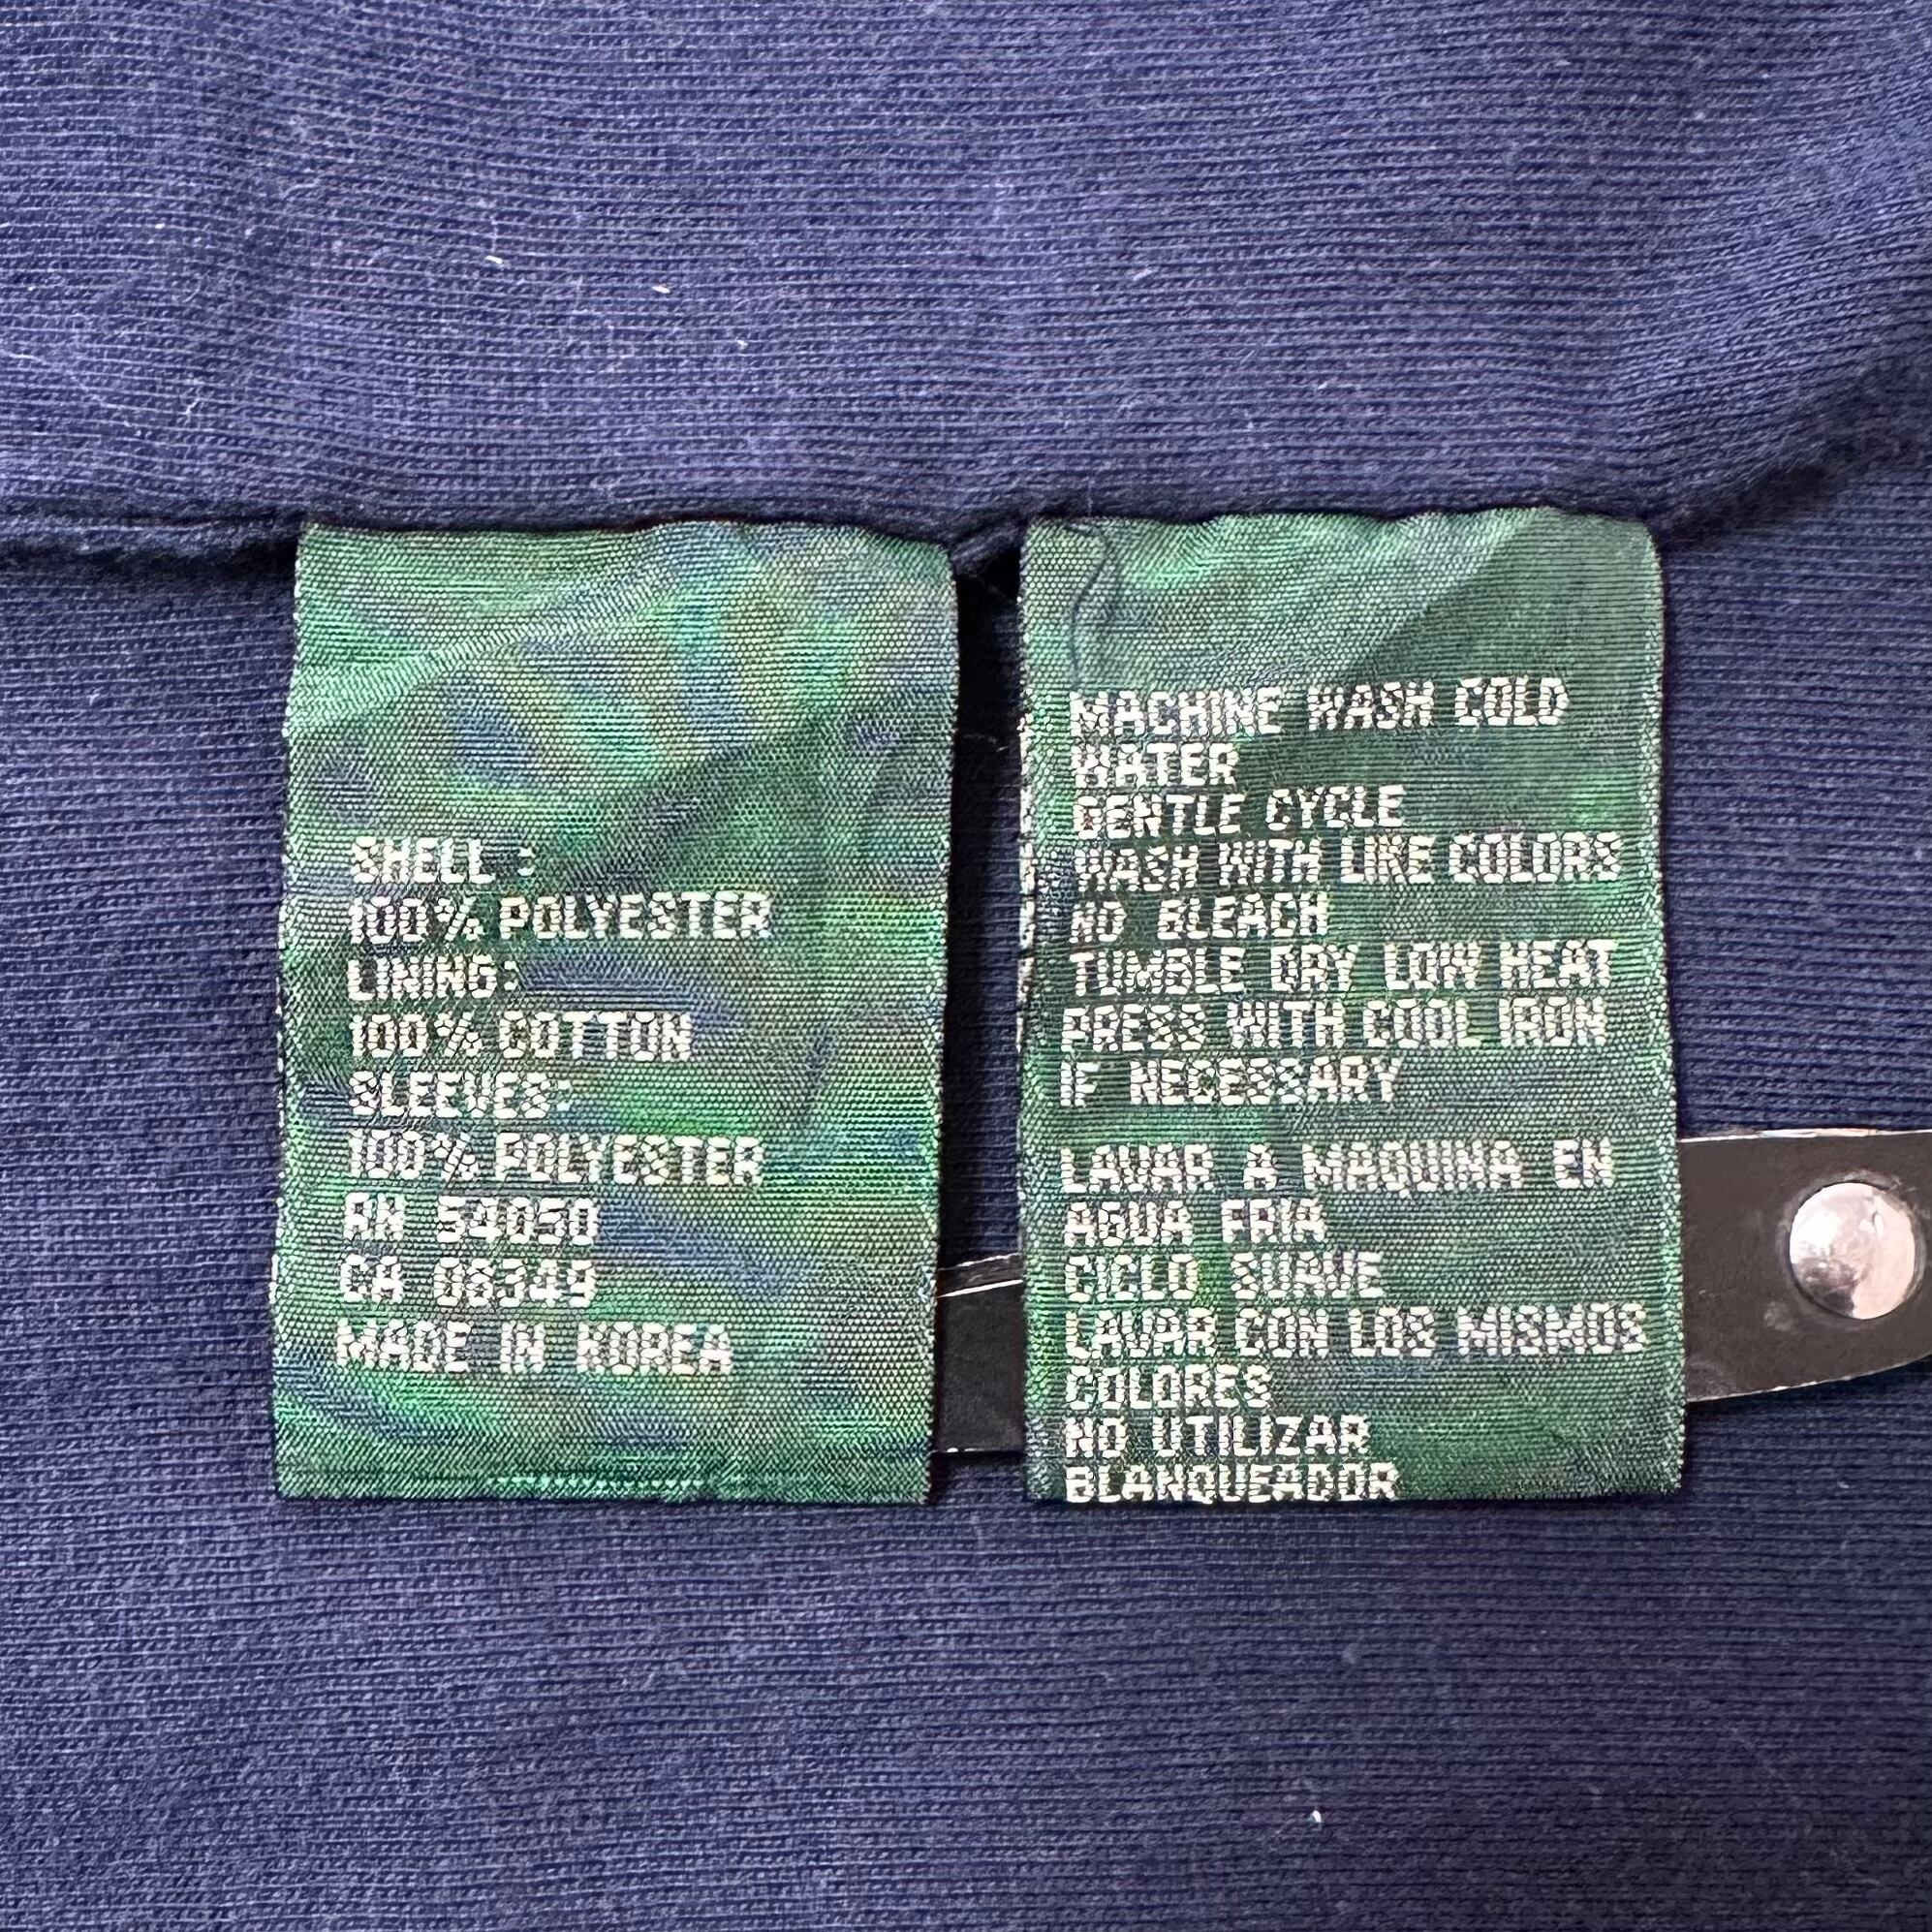 SHELL :
100% POLYESTER
LINING:
100% COTTON
SLEEVES:
100% POLYESTER
RN 54050
CA 06349
MADE IN KOREA
MACHINE WASH COLD
WATER
GENTLE CYCLE
WASH WITH LIKE COLORS
NO BLEACH
TUMBLE DRY LOW HEAT
PRESS WITH COOL IRON
IF NECESSARY
LAVAR A MAQUINA EN
AGUA FRIA
CICLO SUAVE
LAVAR CON LOS MISMOS
COLORES
NO UTILIZAR
BLANQUEADOR